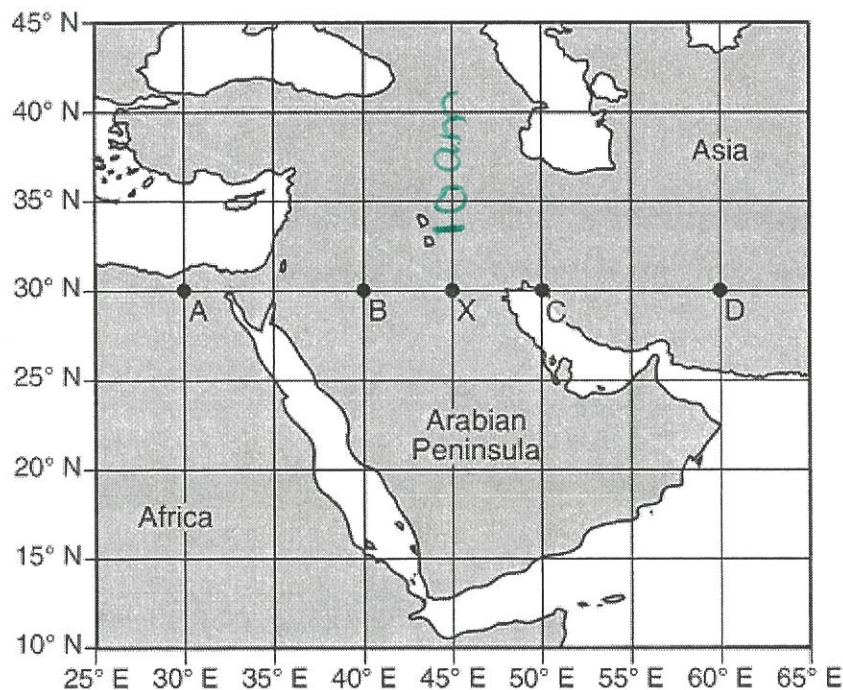 45° N
40° N
35° N
30° N
25° N
20° N
15° N
10° N
25° E 30° E 35° E 40° E 45° E 50° E 55° E 60° E 65° E
10 am
Asia
A B X C D
Arabian
Peninsula
Africa